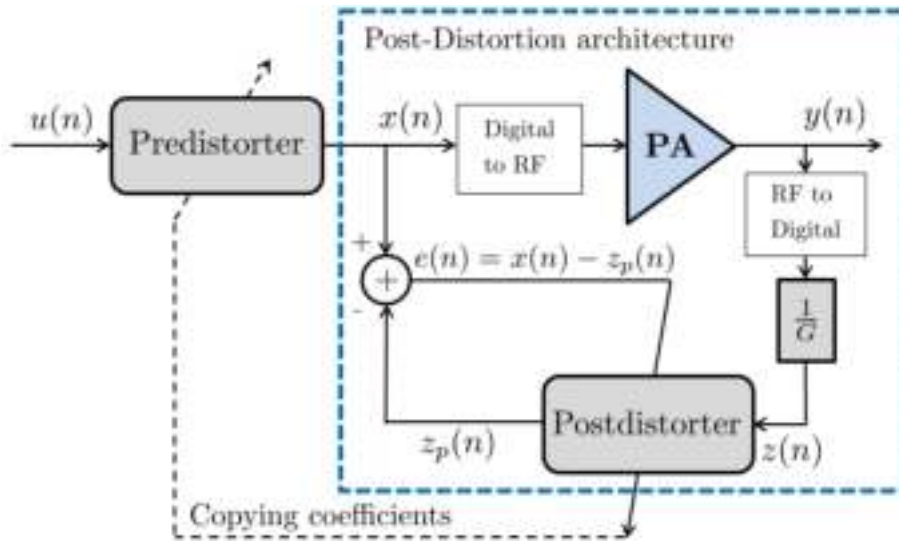 Post-Distortion architecture
u(n)
Predistorter
x(n)
Digital
to RF
PA
y(n)
RF to
Digital
+
+
-
e(n) = x(n) − z_p(n)
1/G
Postdistorter
z_p(n)
z(n)
Copying coefficients